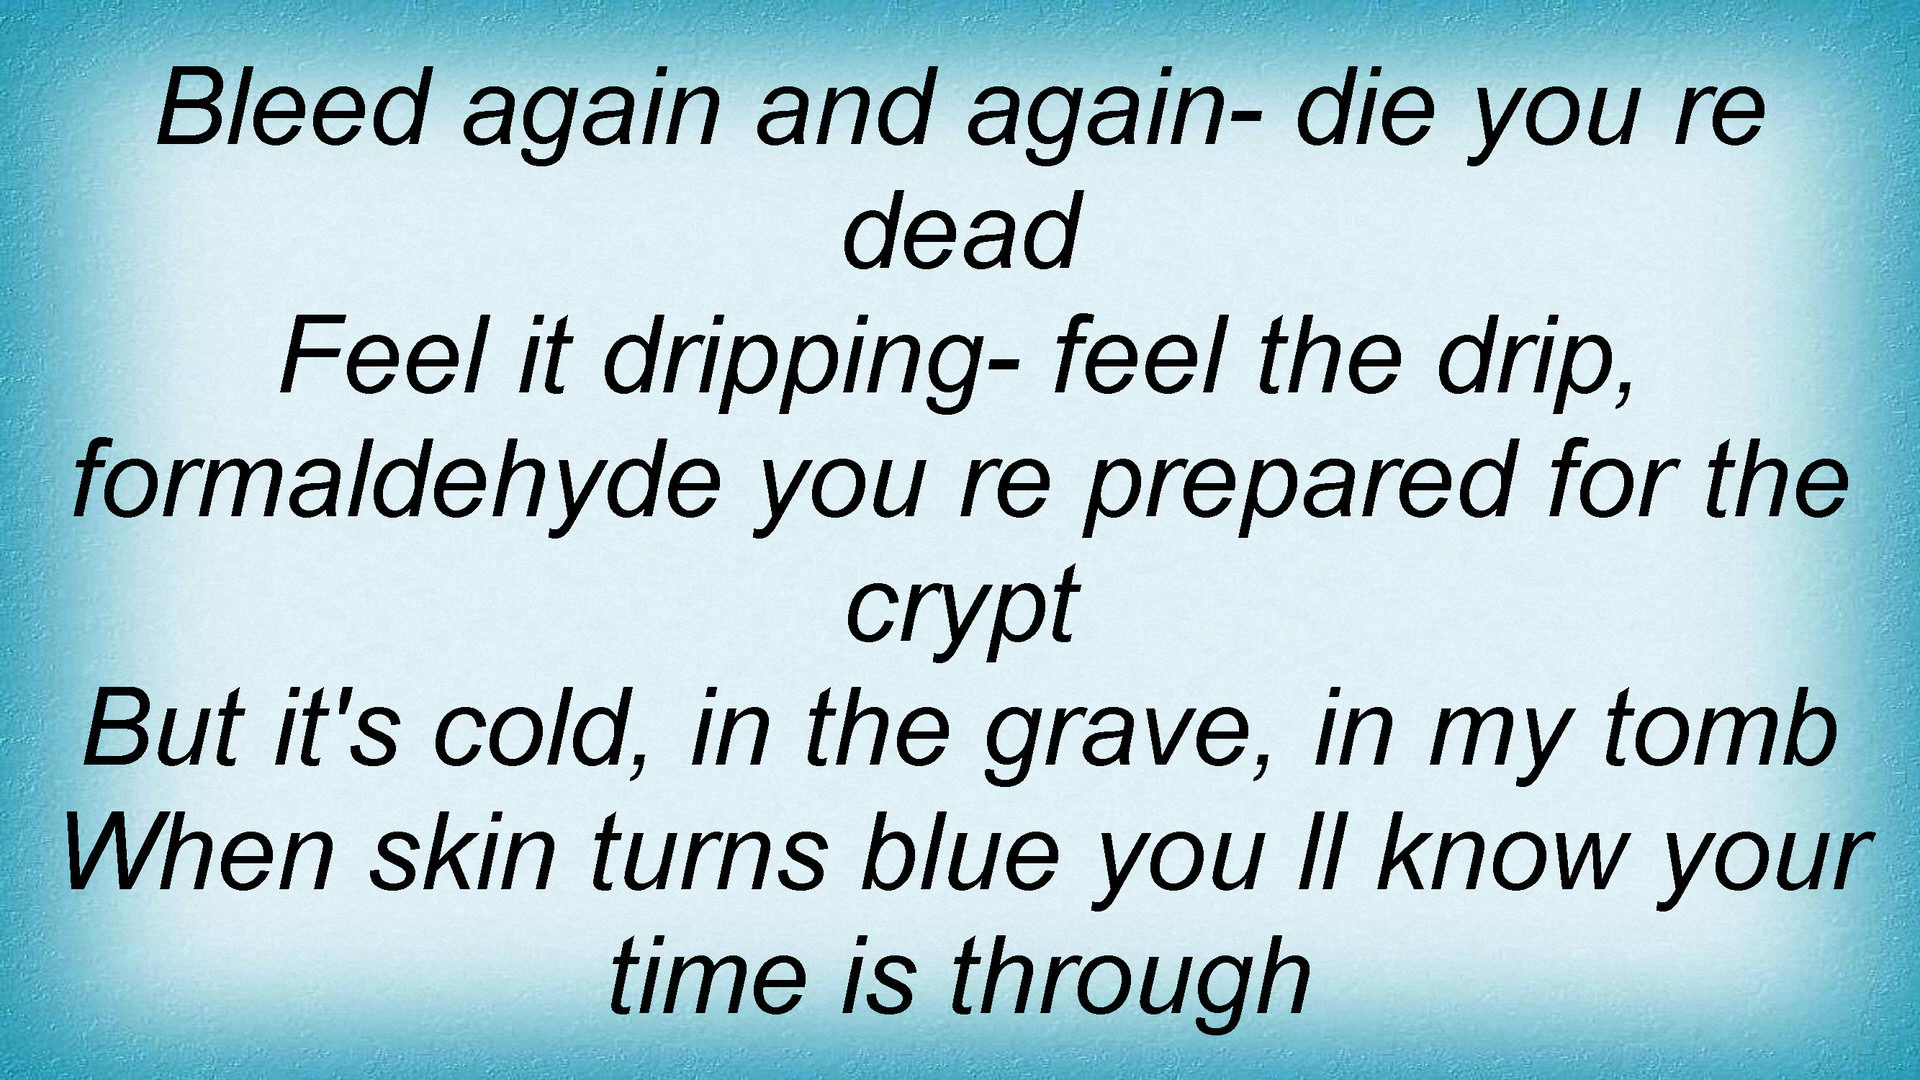 Bleed again and again- die you re
dead
Feel it dripping- feel the drip,
formaldehyde you re prepared for the
crypt
But it's cold, in the grave, in my tomb
When skin turns blue you ll know your
time is through